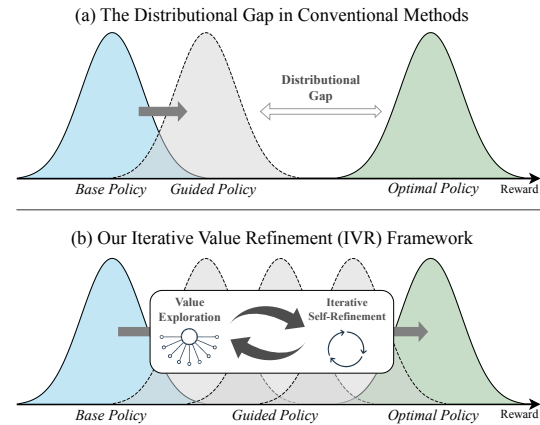 (a) The Distributional Gap in Conventional Methods
Distributional
Gap
Base Policy
Guided Policy
Optimal Policy
Reward
(b) Our Iterative Value Refinement (IVR) Framework
Value
Exploration
Iterative
Self-Refinement
Base Policy
Guided Policy
Optimal Policy
Reward